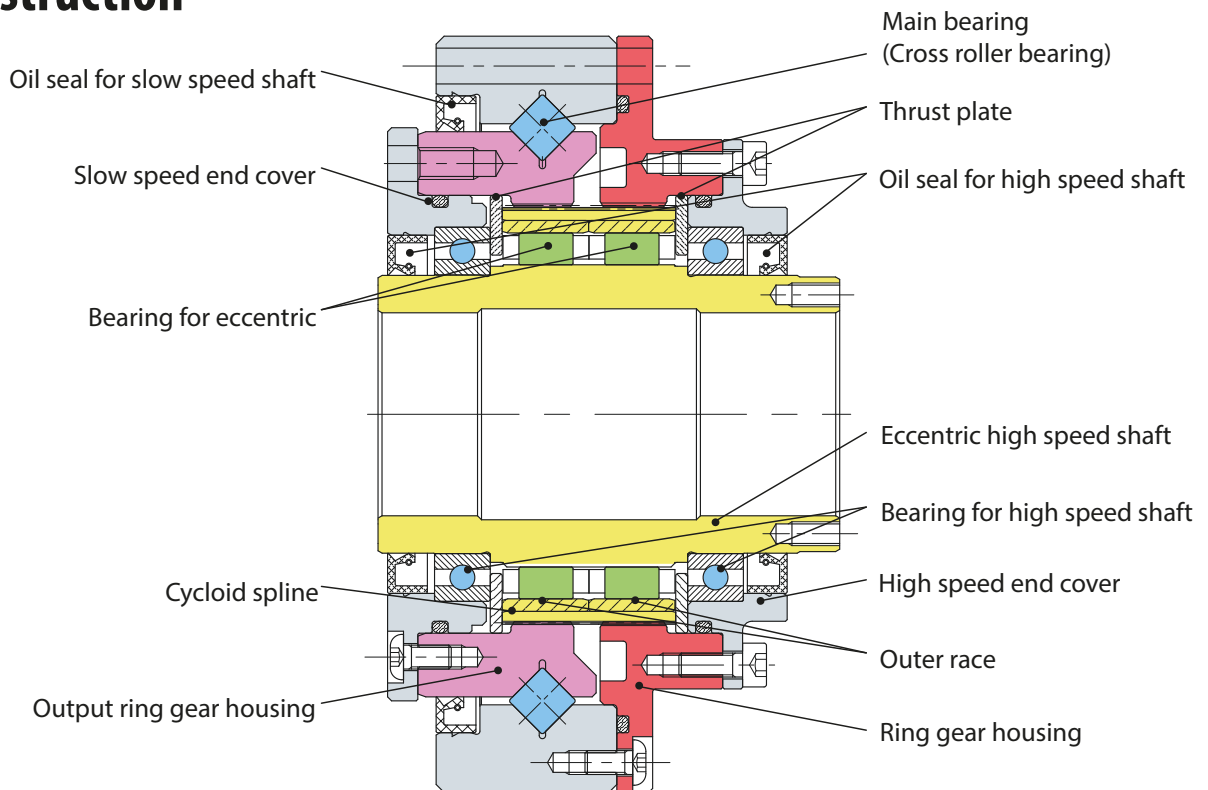 Main bearing
(Cross roller bearing)
Oil seal for slow speed shaft
Thrust plate
Slow speed end cover
Oil seal for high speed shaft
Bearing for eccentric
Eccentric high speed shaft
Bearing for high speed shaft
Cycloid spline
High speed end cover
Outer race
Output ring gear housing
Ring gear housing